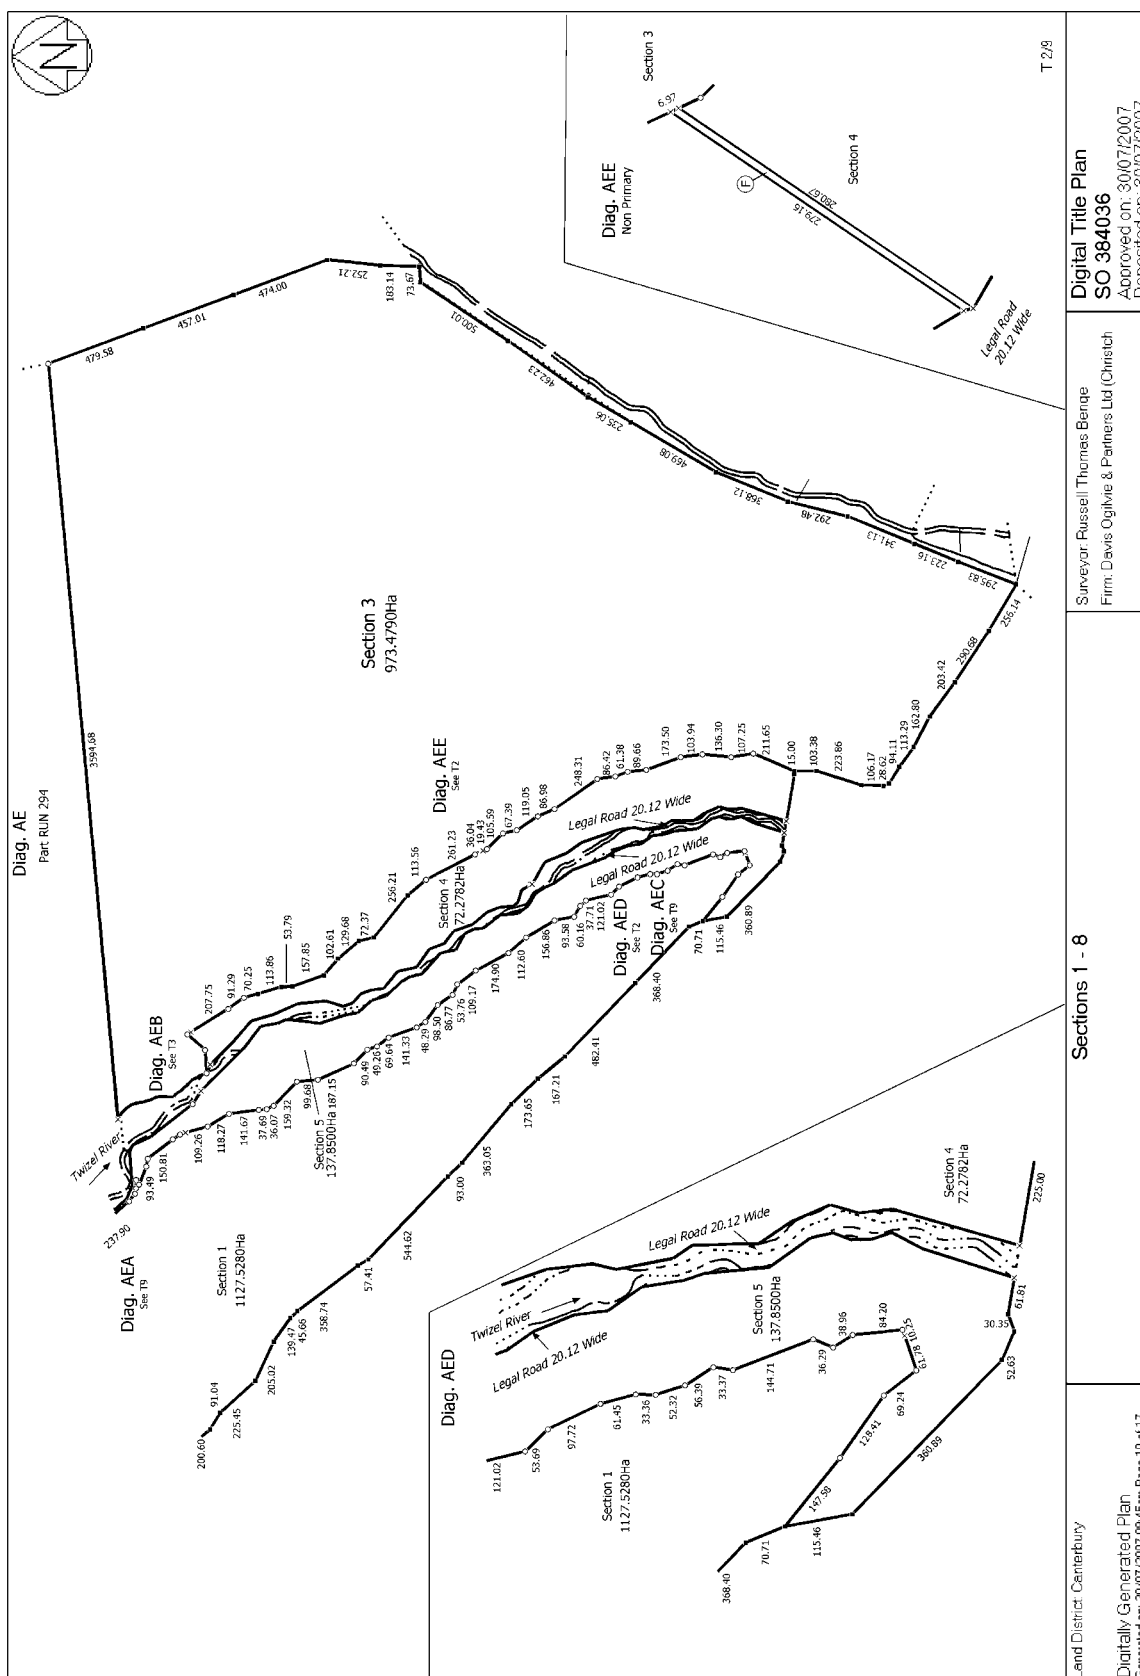 N
Diag. AE
Part RUN 294
3594.68
479.58
457.01
474.00
252.21
183.14
73.67
500.01
462.23
235.06
469.08
368.12
292.48
341.13
223.16
295.83
256.14
290.68
203.42
162.80
113.29
94.11
28.62
106.17
223.86
103.38
15.00
211.65
107.25
136.30
103.94
173.50
89.66
61.38
86.42
248.31
86.98
119.05
67.39
105.59
19.43
36.04
261.23
113.56
256.21
72.37
129.68
102.61
157.85
53.79
113.86
70.25
91.29
207.75
Section 3
973.4790Ha
Diag. AEE
See T2
Diag. AEB
See T3
Twizel River
Section 4
72.2782Ha
Legal Road 20.12 Wide
Legal Road 20.12 Wide
237.90
93.49
150.81
109.26
118.27
141.67
37.69
36.07
159.32
99.68
187.15
90.49
49.26
69.64
141.33
48.29
98.50
86.77
53.76
109.17
174.90
112.60
156.86
93.58
60.16
37.71
121.02
Section 5
137.8500Ha
Diag. AED
See T2
Diag. AEC
See T9
Diag. AEA
See T9
Section 1
1127.5280Ha
200.60
91.04
225.45
205.02
139.47
45.66
358.74
57.41
544.62
93.00
363.05
173.65
167.21
482.41
368.40
70.71
115.46
360.89
Diag. AED
Twizel River
Legal Road 20.12 Wide
Legal Road 20.12 Wide
Section 4
72.2782Ha
Section 5
137.8500Ha
Section 1
1127.5280Ha
121.02
53.69
97.72
61.45
33.36
52.32
56.39
33.37
144.71
36.29
38.96
84.20
10.25
61.78
69.24
128.41
147.58
368.40
70.71
115.46
360.89
52.63
30.35
61.81
225.00
Diag. AEE
Non Primary
Section 3
6.97
F
279.15
280.67
Section 4
Legal Road
20.12 Wide
T 2/9
Land District: Canterbury
Digitally Generated Plan
Sections 1 - 8
Surveyor: Russell Thomas Benge
Firm: Davis Ogilvie & Partners Ltd (Christch
Digital Title Plan
SO 384036
Approved on: 30/07/2007
Deposited on: 30/07/2007